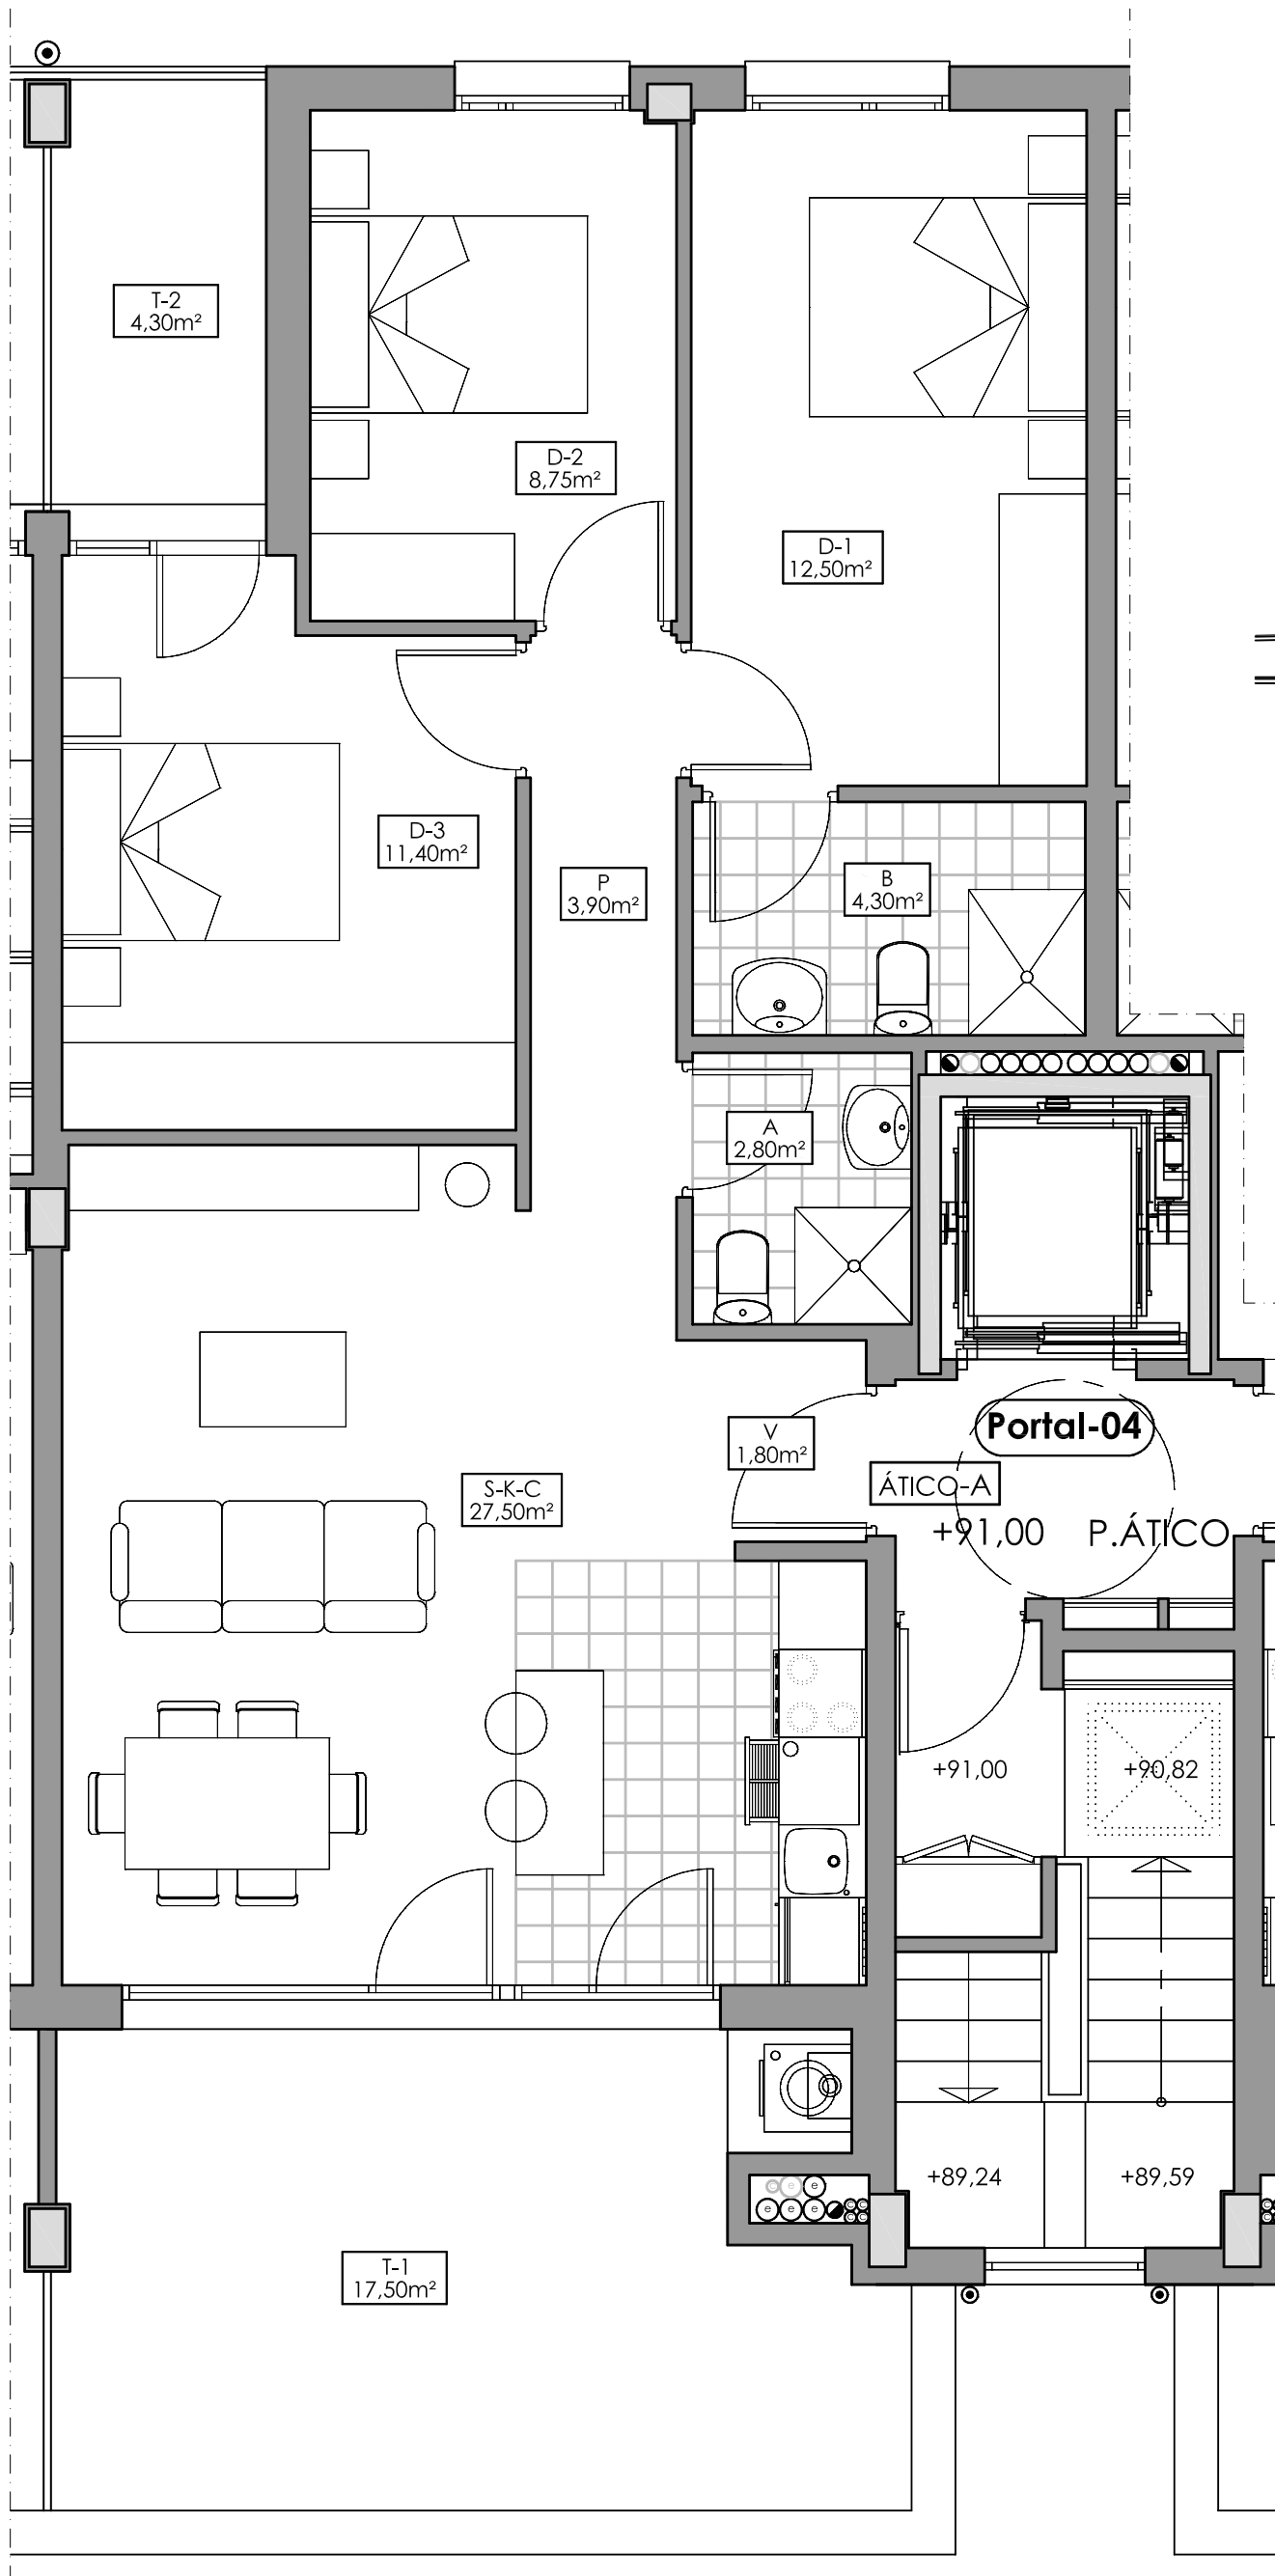 T-2
4,30m²
D-2
8,75m²
D-1
12,50m²
D-3
11,40m²
P
3,90m²
B
4,30m²
A
2,80m²
Portal-04
V
1,80m²
ÁTICO-A
S-K-C
27,50m²
+91,00
P.ÁTICO
+91,00
+90,82
+89,24
+89,59
T-1
17,50m²